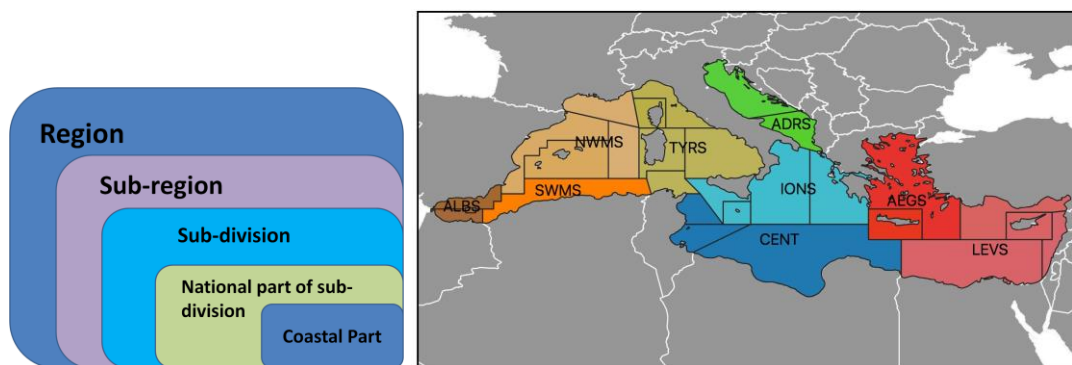 Region
Sub-region
Sub-division
National part of sub-
division
Coastal Part
ADRS
NWMS
TYRS
SWMS
IONS
ALBS
AEGS
CENT
LEVS